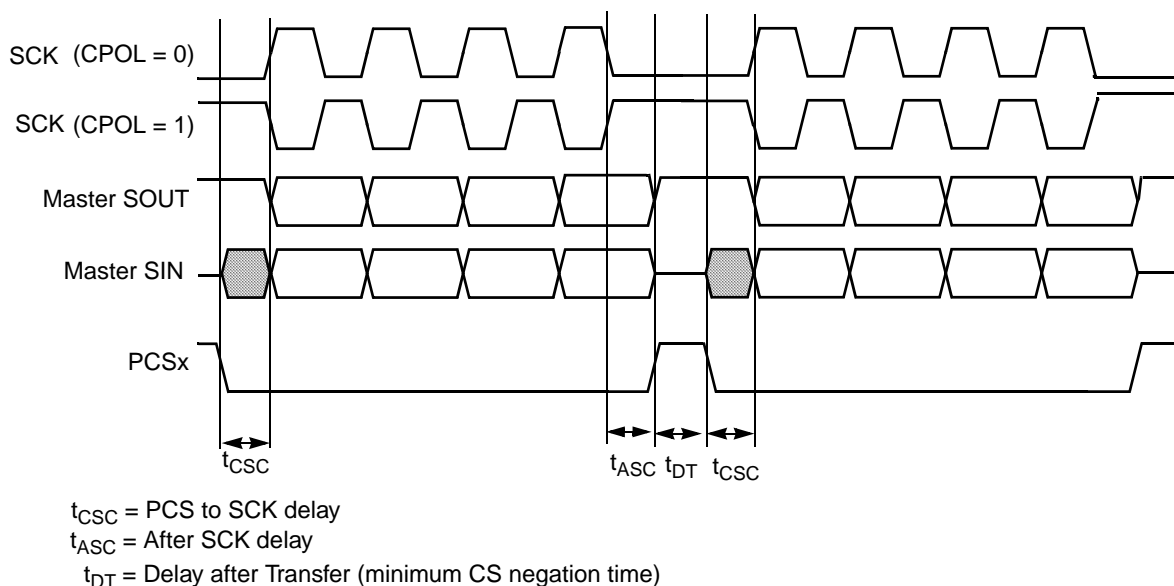 SCK (CPOL = 0)
SCK (CPOL = 1)
Master SOUT
Master SIN
PCSx
tCSC
tASC
tDT
tCSC
tCSC = PCS to SCK delay
tASC = After SCK delay
tDT = Delay after Transfer (minimum CS negation time)